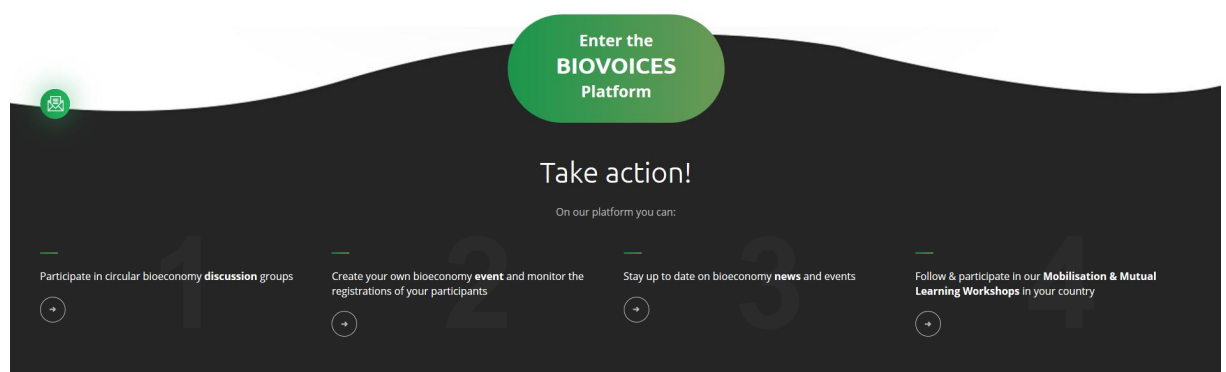 Enter the
BIOVOICES
Platform
Take action!
On our platform you can:
1
Participate in circular bioeconomy discussion groups
2
Create your own bioeconomy event and monitor the
registrations of your participants
3
Stay up to date on bioeconomy news and events
4
Follow & participate in our Mobilisation & Mutual
Learning Workshops in your country